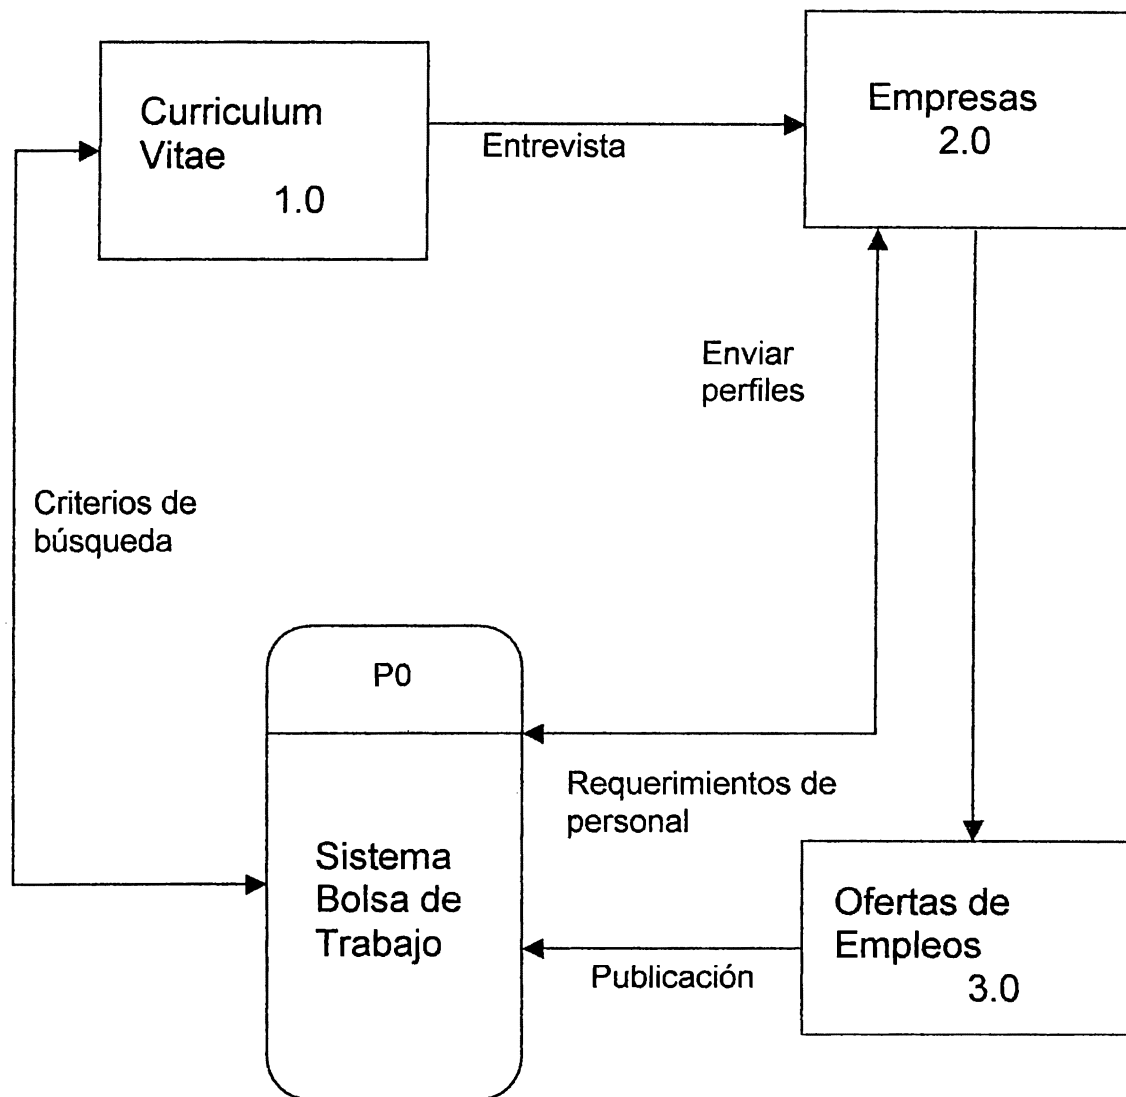 Curriculum
Vitae
1.0
Entrevista
Empresas
2.0
Enviar
perfiles
Criterios de
búsqueda
P0
Requerimientos de
personal
Sistema
Bolsa de
Trabajo
Ofertas de
Empleos
3.0
Publicación